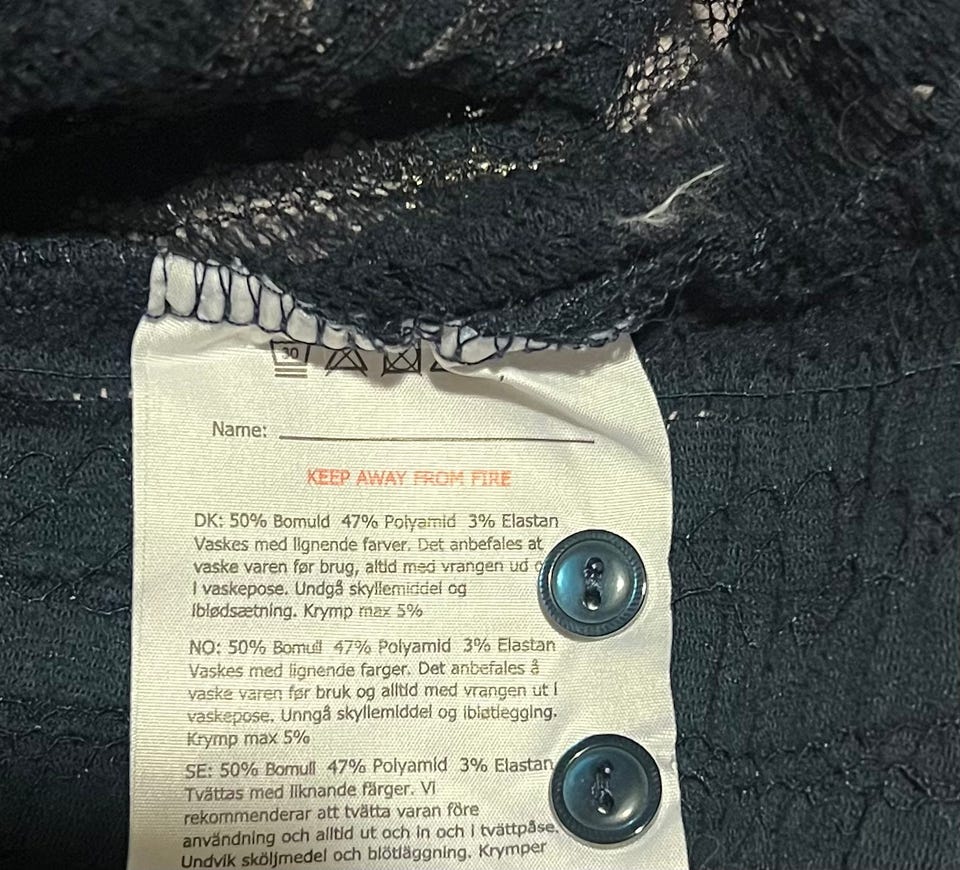 30
Name:
KEEP AWAY FROM FIRE
DK: 50% Bomuld 47% Polyamid 3% Elastan
Vaskes med lignende farver. Det anbefales at
vaske varen før brug, altid med vrangen ud
i vaskepose. Undgå skyllemiddel og
iblødsætning. Krymp max 5%
NO: 50% Bomull 47% Polyamid 3% Elastan
Vaskes med lignende farger. Det anbefales å
vaske varen før bruk og alltid med vrangen ut i
vaskepose. Unngå skyllemiddel og ibløtlegging.
Krymp max 5%
SE: 50% Bomull 47% Polyamid 3% Elastan
Tvättas med liknande färger. Vi
rekommenderar att tvätta varan före
användning och alltid ut och in och i tvättpåse.
Undvik sköljmedel och blötläggning. Krymper